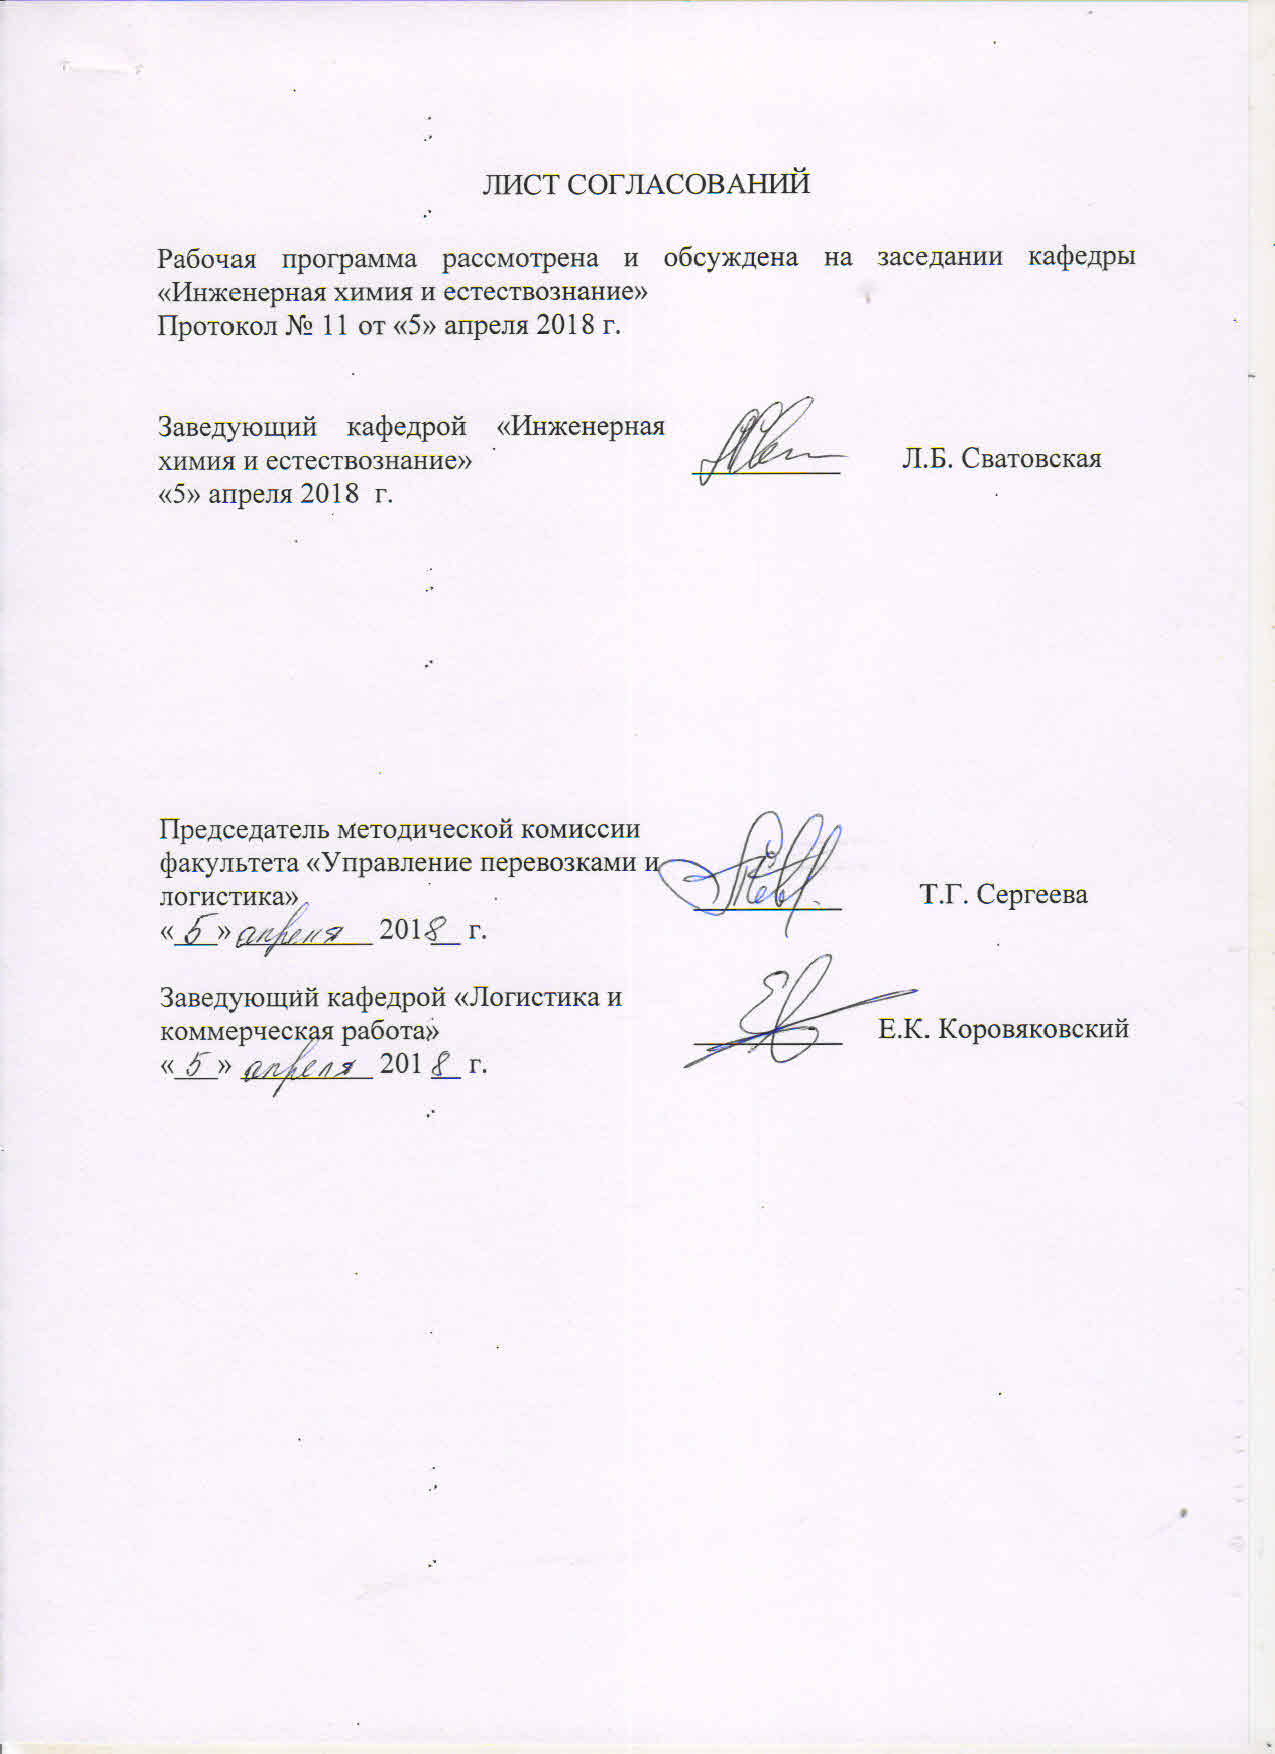 ЛИСТ СОГЛАСОВАНИЙ
Рабочая программа рассмотрена и обсуждена на заседании кафедры
«Инженерная химия и естествознание»
Протокол № 11 от «5» апреля 2018 г.
Заведующий кафедрой «Инженерная
химия и естествознание» Л.Б. Сватовская
«5» апреля 2018 г.
Председатель методической комиссии
факультета «Управление перевозками и
логистика» Т.Г. Сергеева
«5» апреля 2018 г.
Заведующий кафедрой «Логистика и
коммерческая работа» Е.К. Коровяковский
«5» апреля 2018 г.